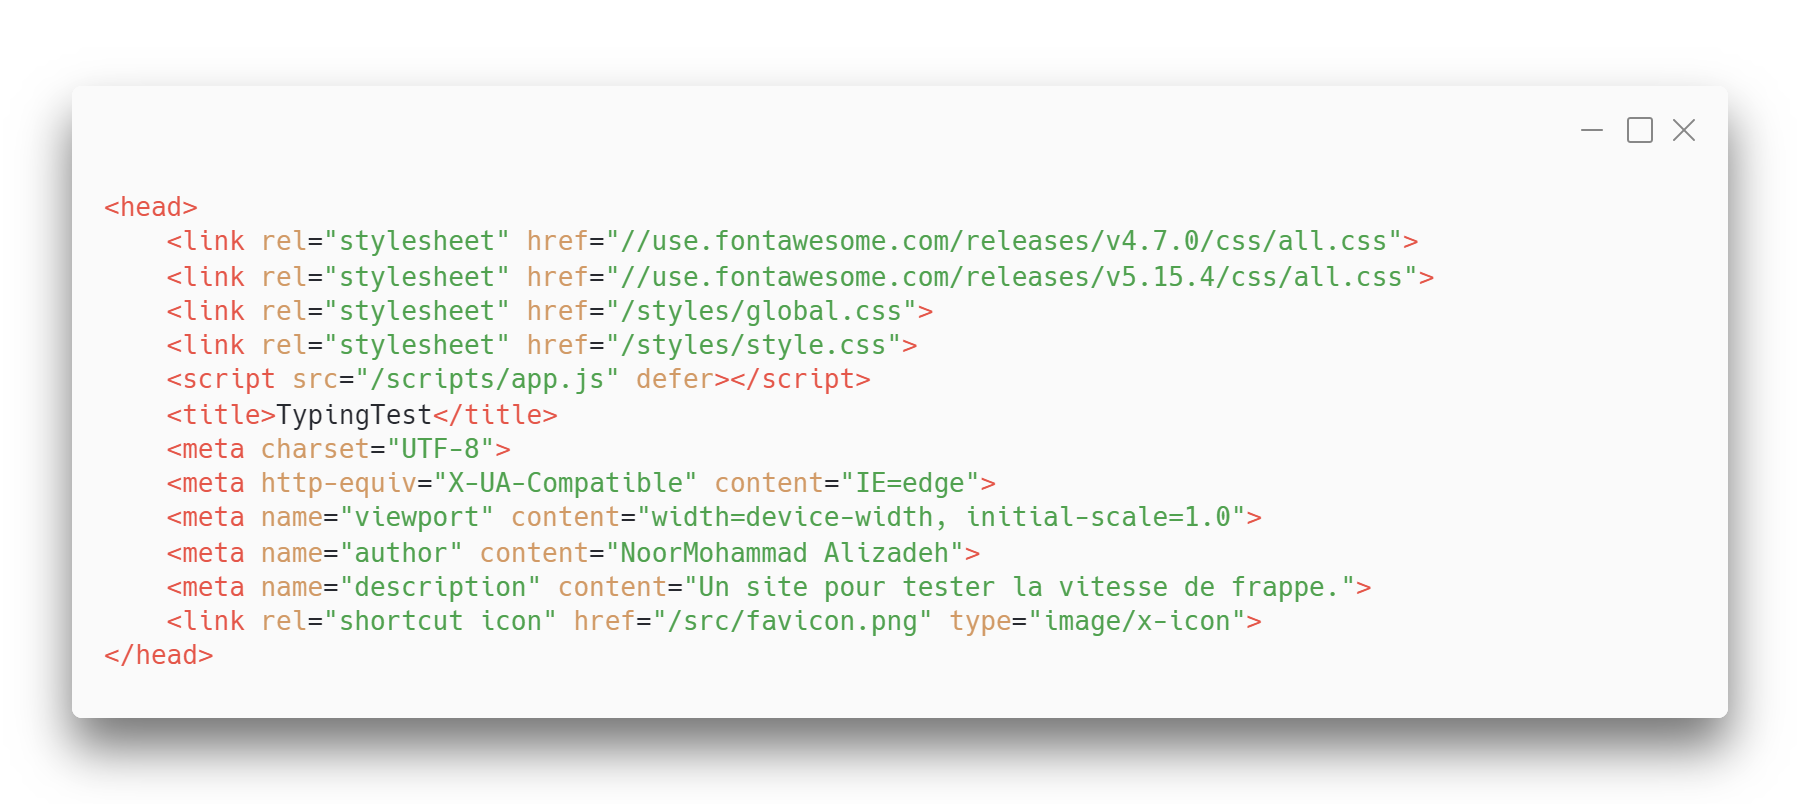 <head>
    <link rel="stylesheet" href="//use.fontawesome.com/releases/v4.7.0/css/all.css">
    <link rel="stylesheet" href="//use.fontawesome.com/releases/v5.15.4/css/all.css">
    <link rel="stylesheet" href="/styles/global.css">
    <link rel="stylesheet" href="/styles/style.css">
    <script src="/scripts/app.js" defer></script>
    <title>TypingTest</title>
    <meta charset="UTF-8">
    <meta http-equiv="X-UA-Compatible" content="IE=edge">
    <meta name="viewport" content="width=device-width, initial-scale=1.0">
    <meta name="author" content="NoorMohammad Alizadeh">
    <meta name="description" content="Un site pour tester la vitesse de frappe.">
    <link rel="shortcut icon" href="/src/favicon.png" type="image/x-icon">
</head>